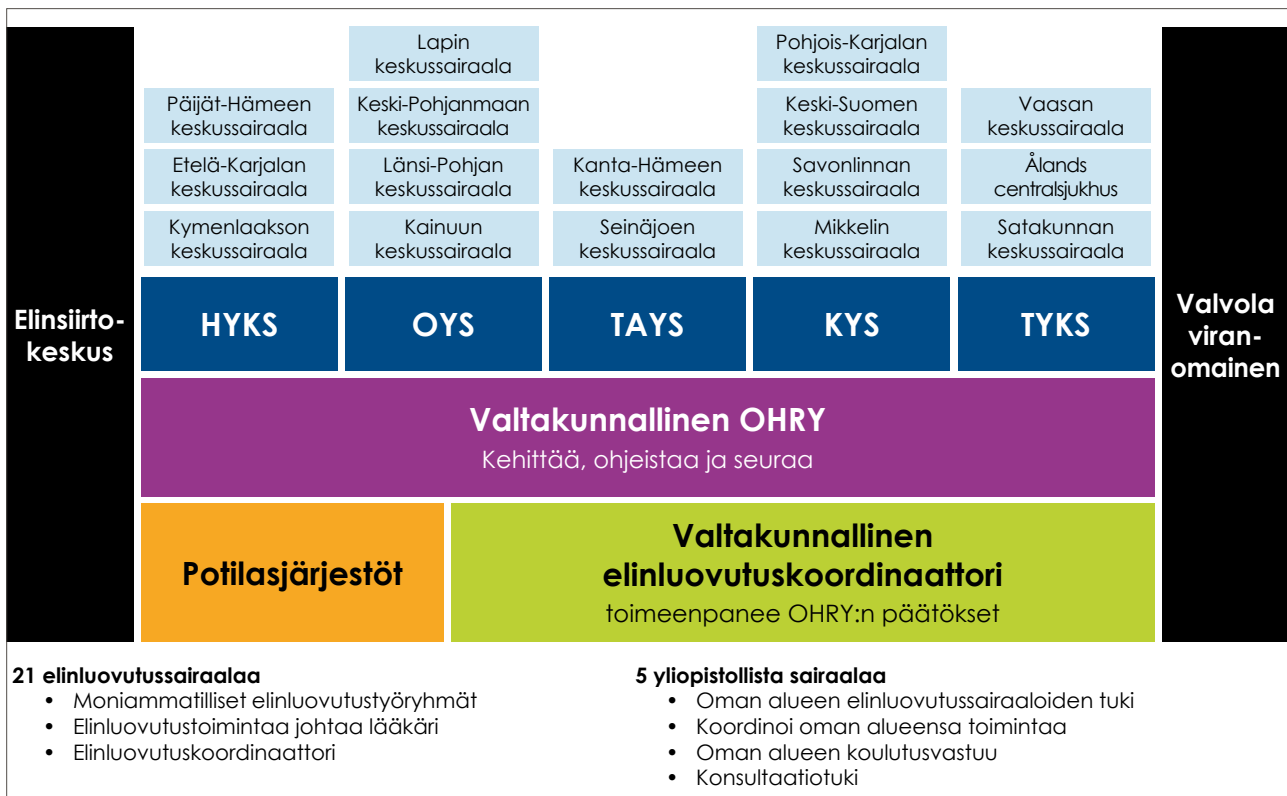 Lapin
keskussairaala
Pohjois-Karjalan
keskussairaala
Päijät-Hämeen
keskussairaala
Keski-Pohjanmaan
keskussairaala
Keski-Suomen
keskussairaala
Vaasan
keskussairaala
Etelä-Karjalan
keskussairaala
Länsi-Pohjan
keskussairaala
Kanta-Hämeen
keskussairaala
Savonlinnan
keskussairaala
Ålands
centralsjukhus
Kymenlaakson
keskussairaala
Kainuun
keskussairaala
Seinäjoen
keskussairaala
Mikkelin
keskussairaala
Satakunnan
keskussairaala
Elinsiirto-
keskus
HYKS
OYS
TAYS
KYS
TYKS
Valvola
viran-
omainen
Valtakunnallinen OHRY
Kehittää, ohjeistaa ja seuraa
Potilasjärjestöt
Valtakunnallinen
elinluovutuskoordinaattori
toimeenpanee OHRY:n päätökset
21 elinluovutussairaalaa
• Moniammatilliset elinluovutustyöryhmät
• Elinluovutustoimintaa johtaa lääkäri
• Elinluovutuskoordinaattori
5 yliopistollista sairaalaa
• Oman alueen elinluovutussairaaloiden tuki
• Koordinoi oman alueensa toimintaa
• Oman alueen koulutusvastuu
• Konsultaatiotuki